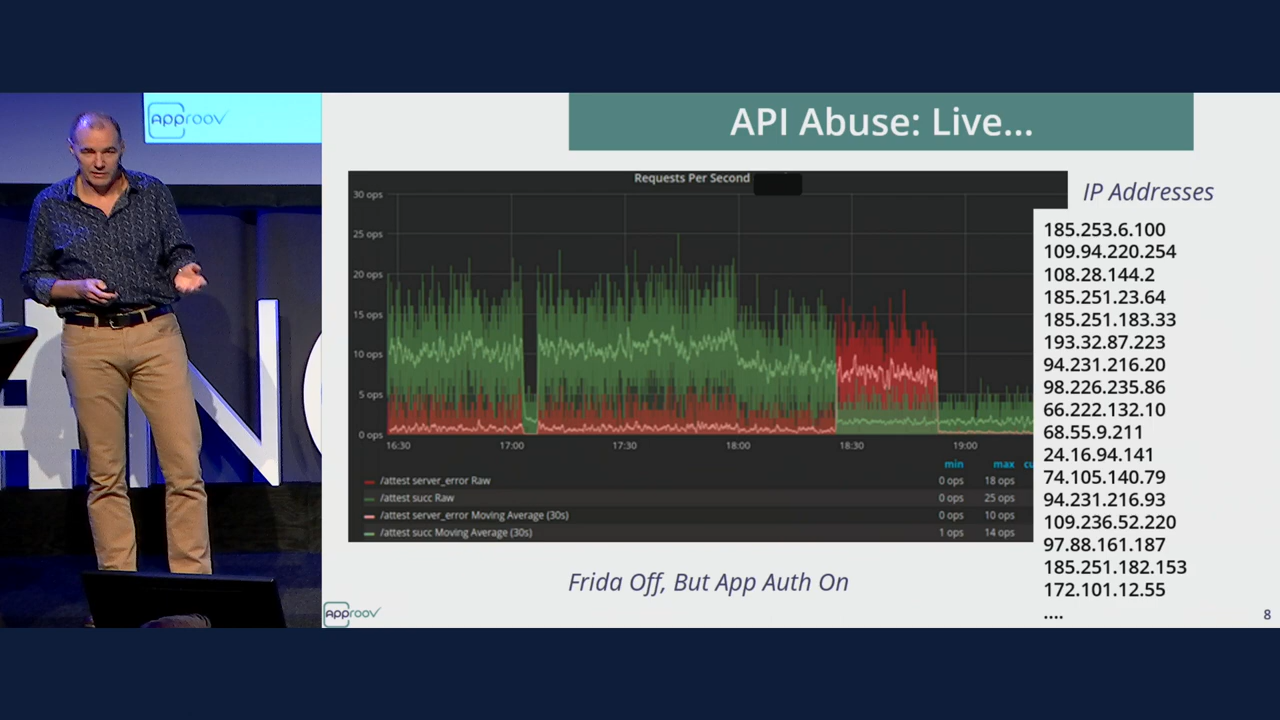 Approov
API Abuse: Live...
Requests Per Second
IP Addresses
30 ops
25 ops
20 ops
15 ops
10 ops
5 ops
0 ops
16:30 17:00 17:30 18:00 18:30 19:00
min max cu
/attest server_error Raw 0 ops 18 ops
/attest succ Raw 0 ops 25 ops
/attest server_error Moving Average (30s) 0 ops 10 ops
/attest succ Moving Average (30s) 1 ops 14 ops
185.253.6.100
109.94.220.254
108.28.144.2
185.251.23.64
185.251.183.33
193.32.87.223
94.231.216.20
98.226.235.86
66.222.132.10
68.55.9.211
24.16.94.141
74.105.140.79
94.231.216.93
109.236.52.220
97.88.161.187
185.251.182.153
172.101.12.55
....
Frida Off, But App Auth On
Approov
8